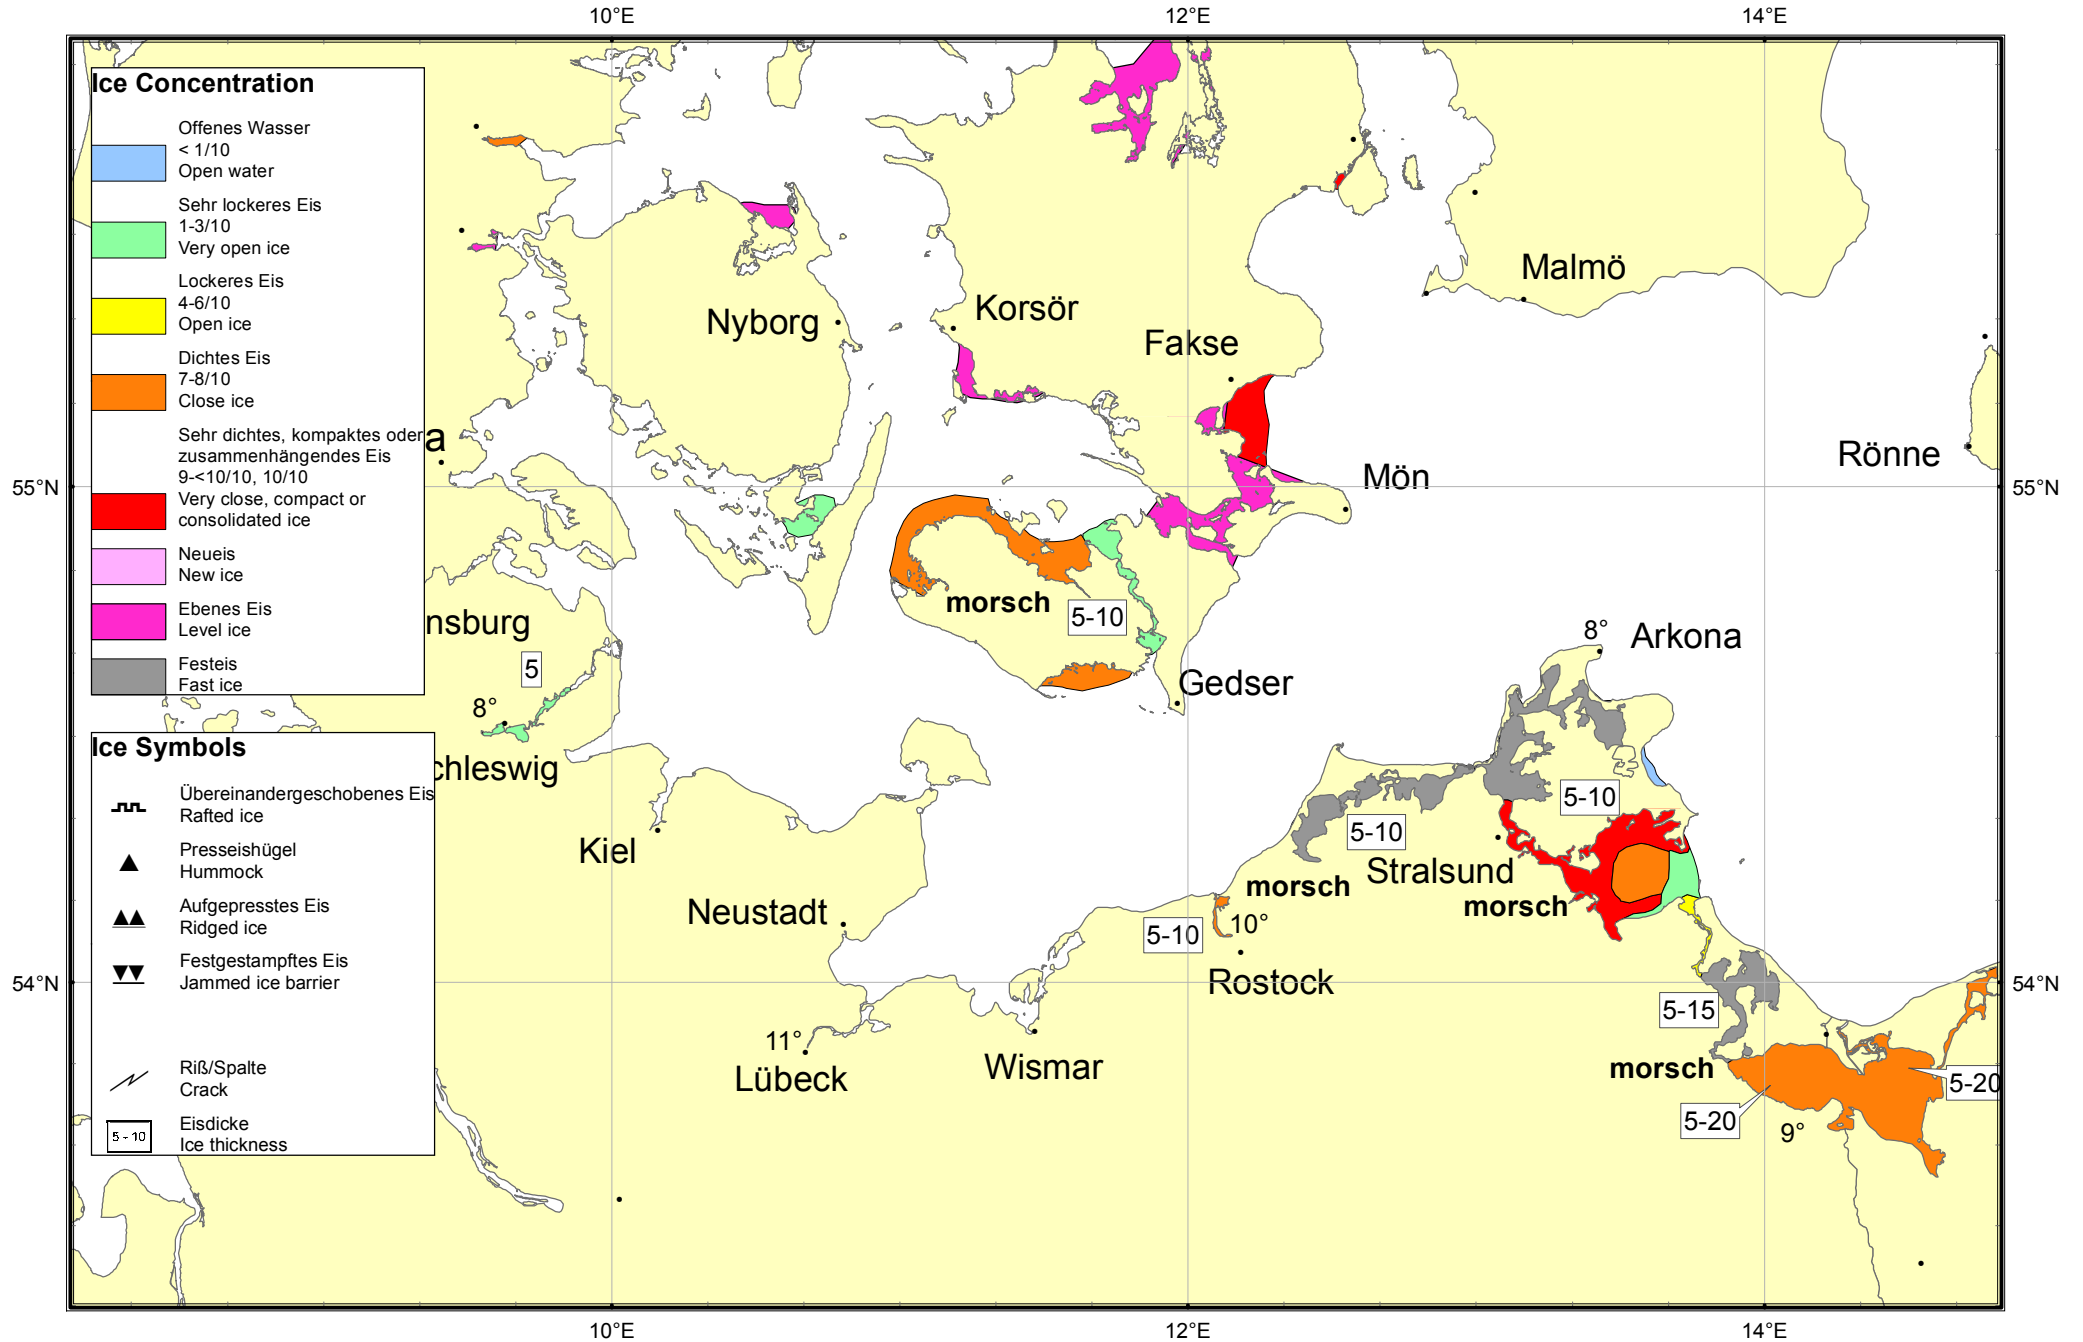 10°E
12°E
14°E
Ice Concentration
Offenes Wasser
< 1/10
Open water
Sehr lockeres Eis
1-3/10
Very open ice
Lockeres Eis
4-6/10
Open ice
Dichtes Eis
7-8/10
Close ice
Sehr dichtes, kompaktes oder
zusammenhängendes Eis
9-<10/10, 10/10
Very close, compact or
consolidated ice
Neueis
New ice
Ebenes Eis
Level ice
Festeis
Fast ice
Malmö
Korsör
Nyborg
Fakse
a
Rönne
Mön
55°N
55°N
morsch
5-10
nsburg
5
8°
8°
Arkona
Gedser
Ice Symbols
Übereinandergeschobenes Eis
Rafted ice
Presseishügel
Hummock
Aufgepresstes Eis
Ridged ice
Festgestampftes Eis
Jammed ice barrier
Riß/Spalte
Crack
5 - 10
Eisdicke
Ice thickness
chleswig
5-10
5-10
Kiel
Stralsund
morsch
morsch
Neustadt
5-10
10°
Rostock
54°N
54°N
5-15
11°
Lübeck
Wismar
morsch
5-20
5-20
9°
10°E
12°E
14°E